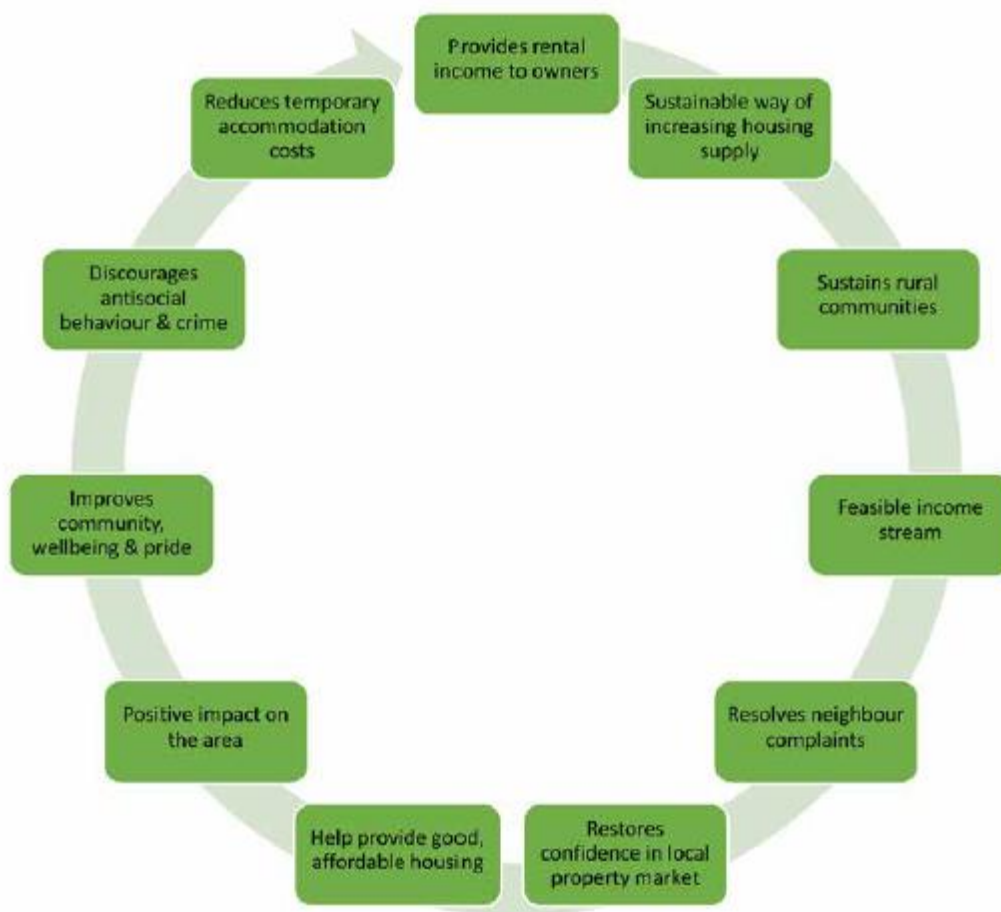 Provides rental
income to owners
Sustainable way of
increasing housing
supply
Sustains rural
communities
Feasible income
stream
Resolves neighbour
complaints
Restores
confidence in local
property market
Help provide good,
affordable housing
Positive impact on
the area
Improves
community,
wellbeing & pride
Discourages
antisocial
behaviour & crime
Reduces temporary
accommodation
costs